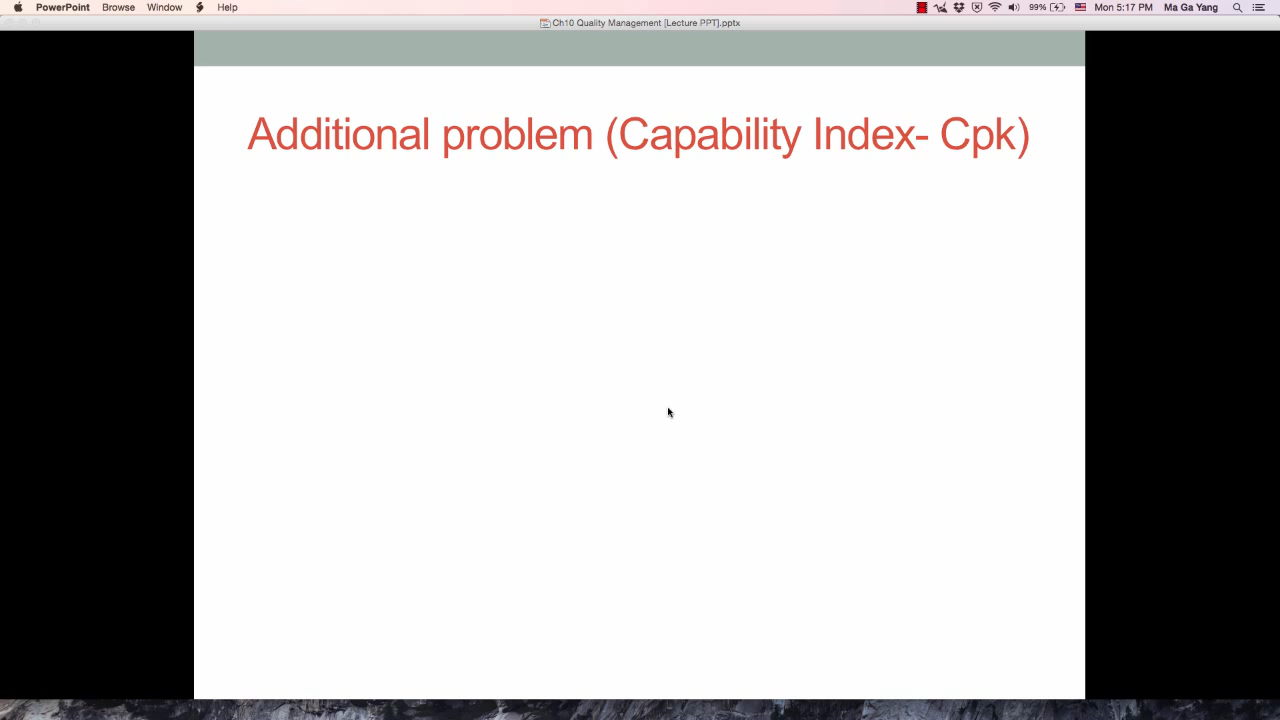 PowerPoint Browse Window Help 99% Mon 5:17 PM Ma Ga Yang
Ch10 Quality Management [Lecture PPT].pptx
Additional problem (Capability Index- Cpk)